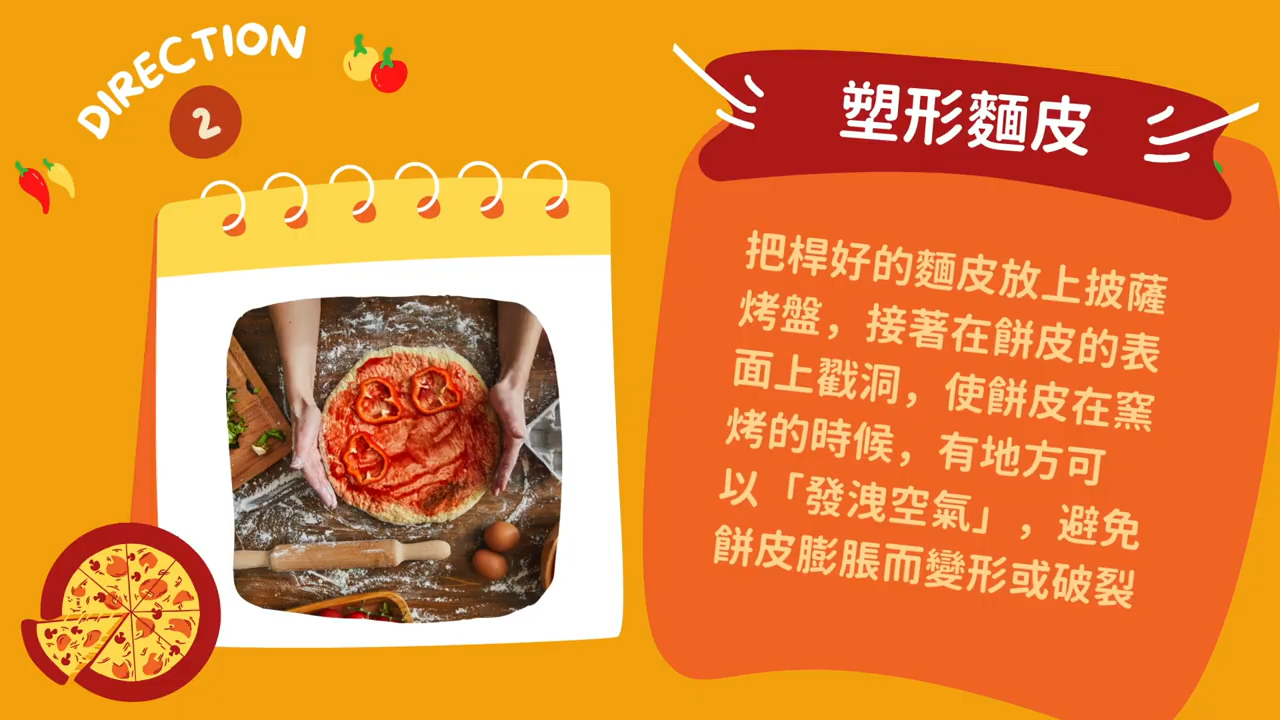 DIRECTION
2
塑形麵皮
把桿好的麵皮放上披薩
烤盤，接著在餅皮的表
面上戳洞，使餅皮在窯
烤的時候，有地方可
以「發洩空氣」，避免
餅皮膨脹而變形或破裂